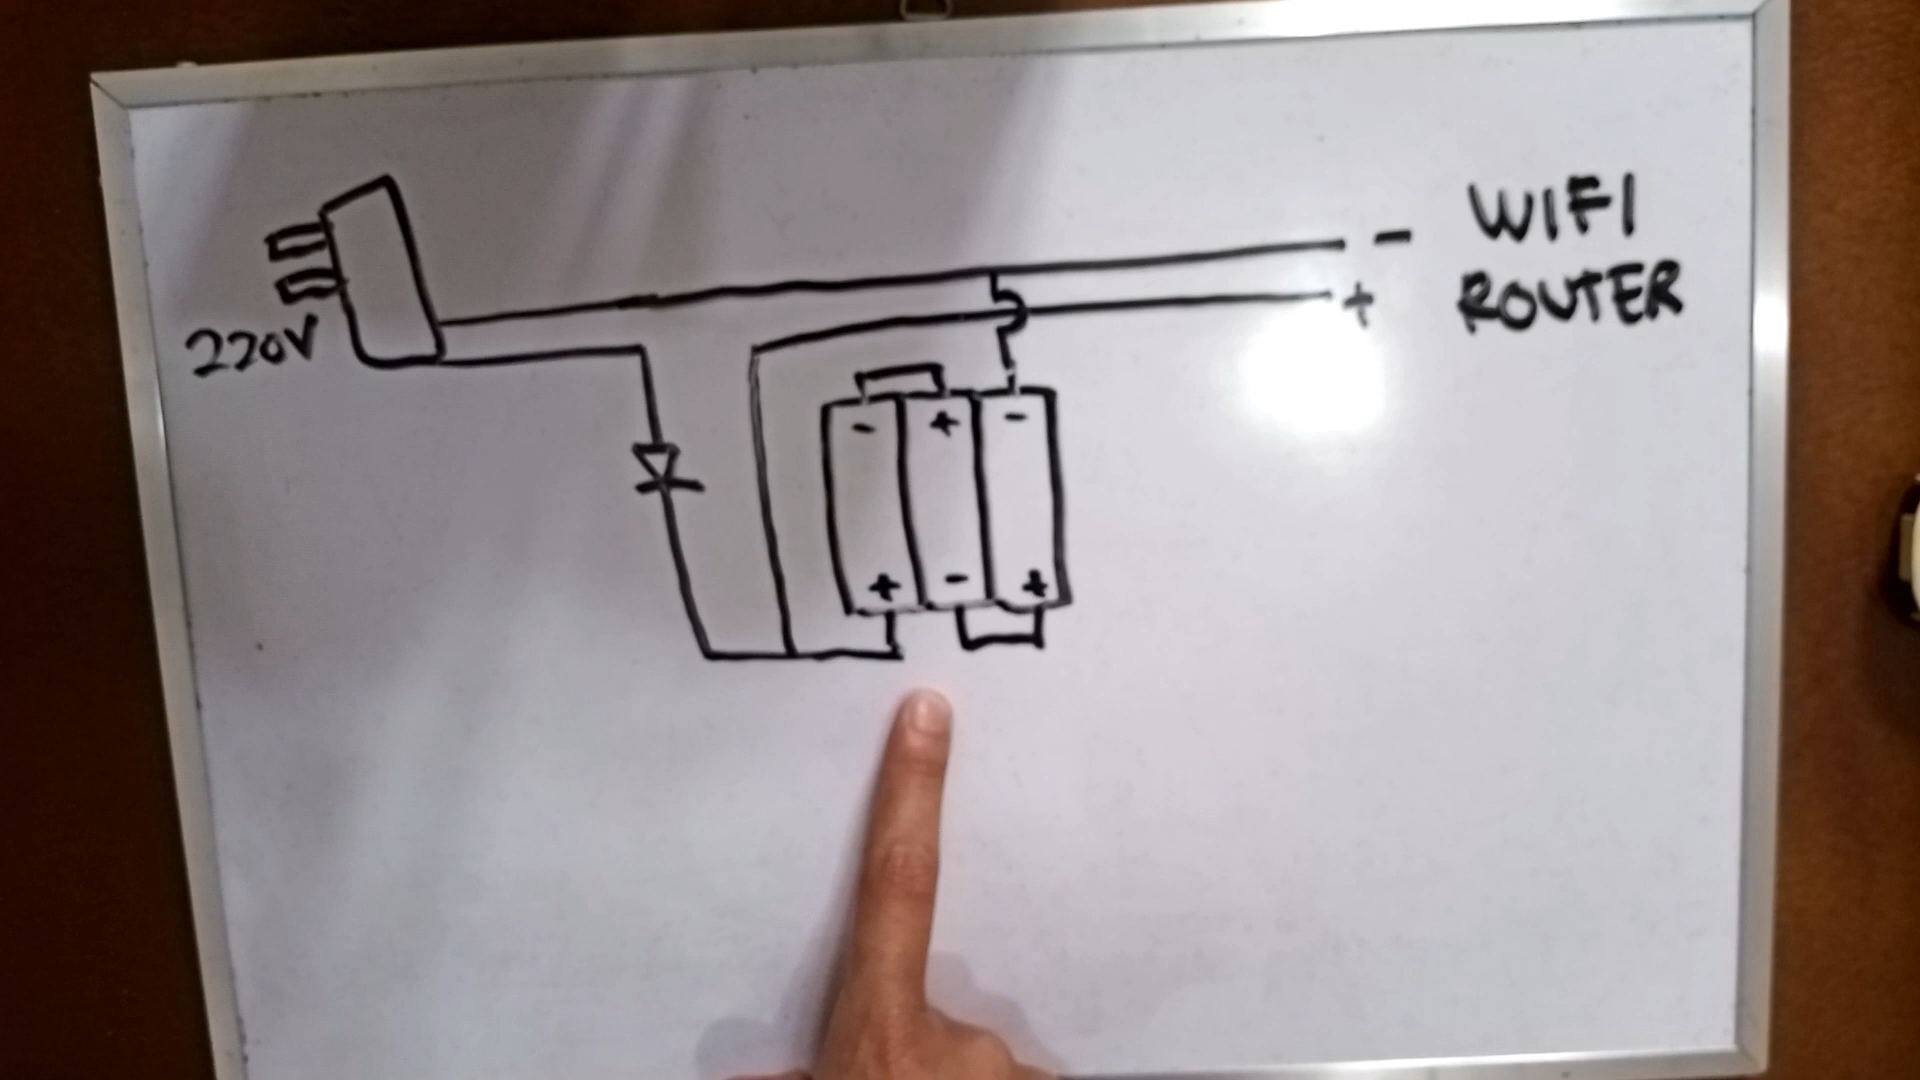 220V
- WIFI
+ ROUTER
- + -
+ - +